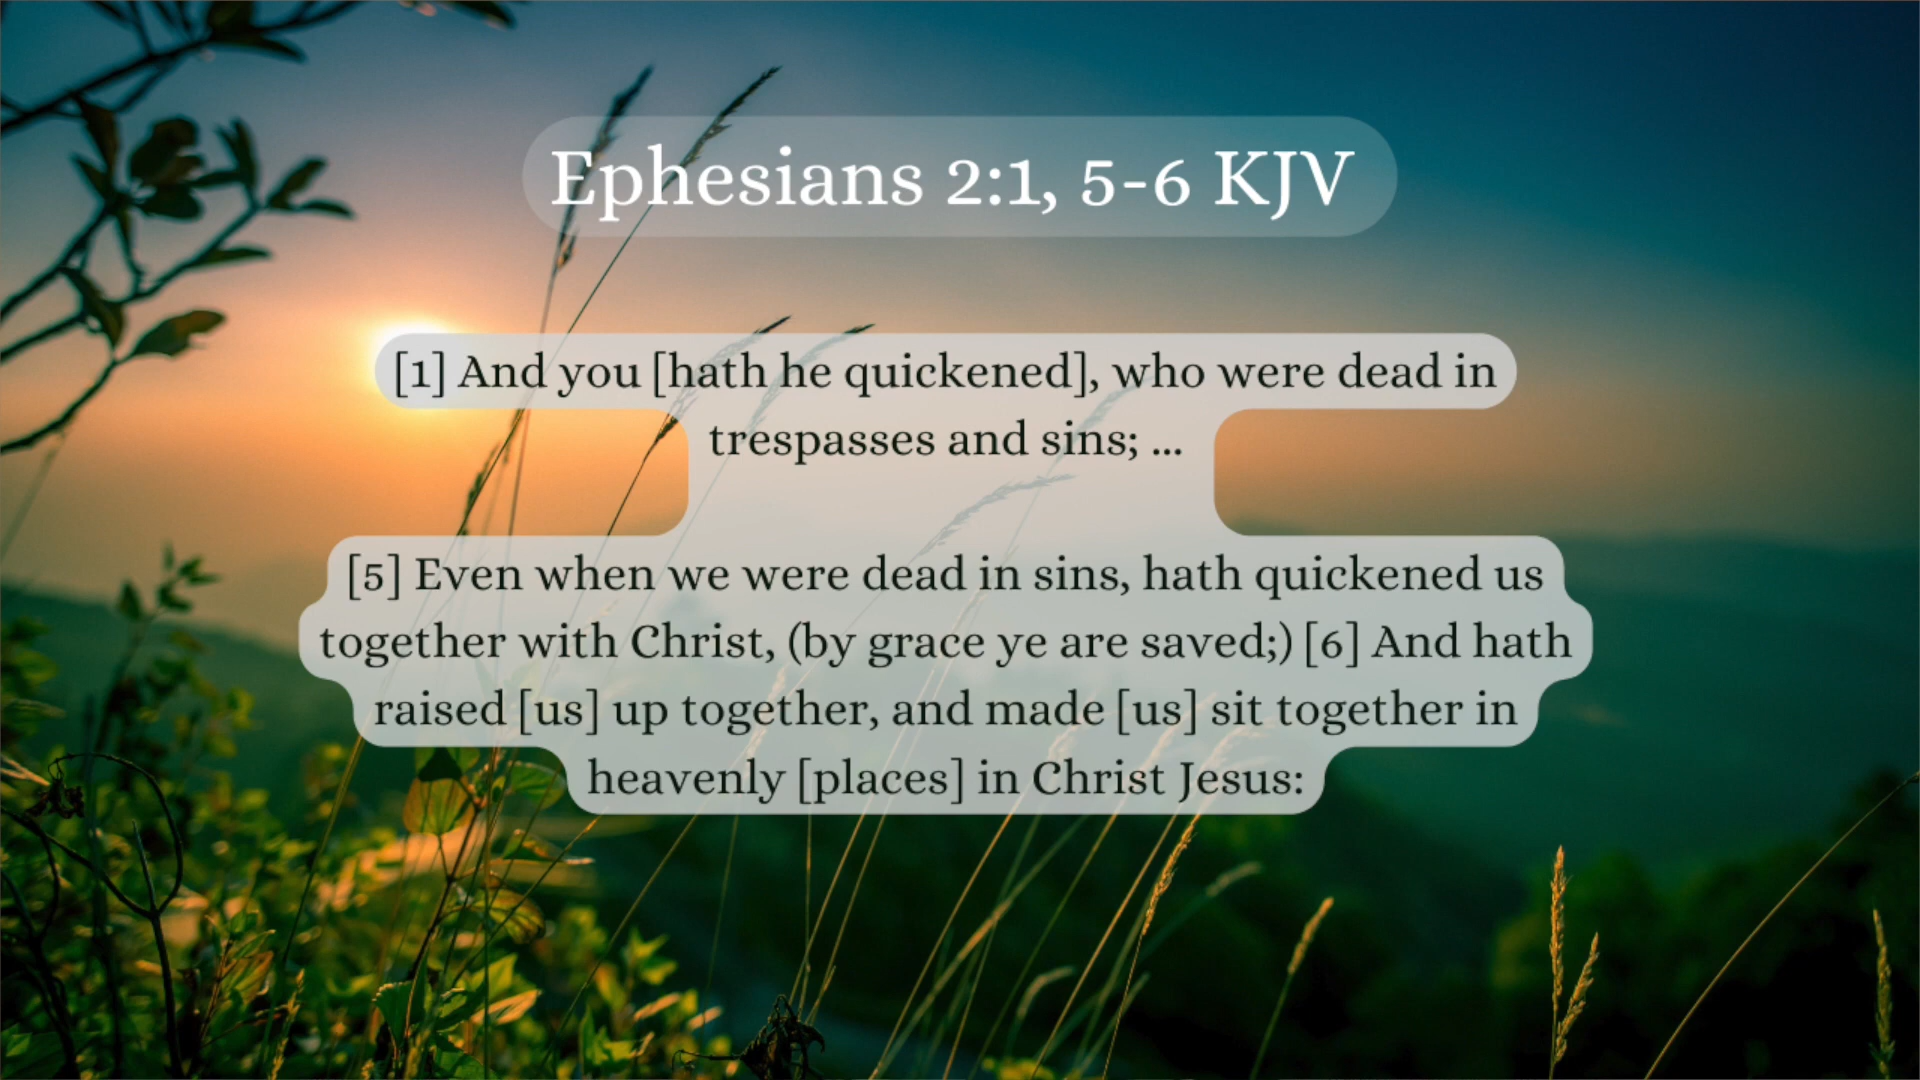 Ephesians 2:1, 5-6 KJV
[1] And you [hath he quickened], who were dead in
trespasses and sins; ...
[5] Even when we were dead in sins, hath quickened us
together with Christ, (by grace ye are saved;) [6] And hath
raised [us] up together, and made [us] sit together in
heavenly [places] in Christ Jesus: